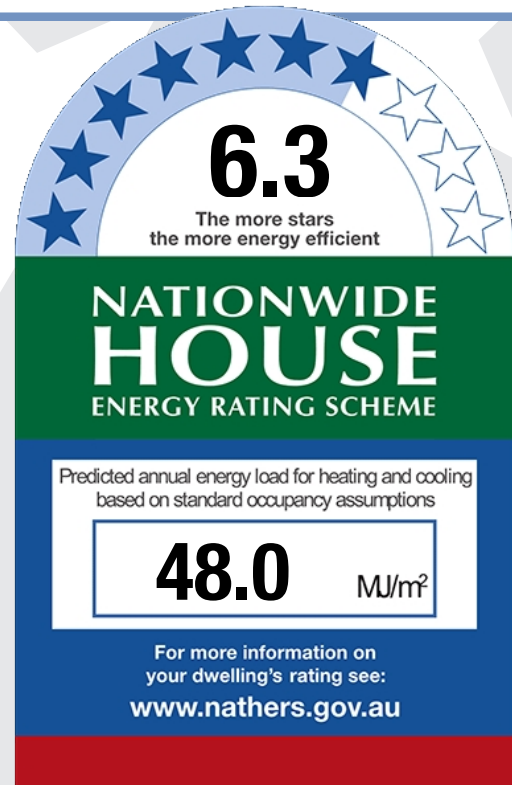 6.3
The more stars
the more energy efficient
NATIONWIDE
HOUSE
ENERGY RATING SCHEME
Predicted annual energy load for heating and cooling
based on standard occupancy assumptions
48.0 MJ/m²
For more information on
your dwelling's rating see:
www.nathers.gov.au